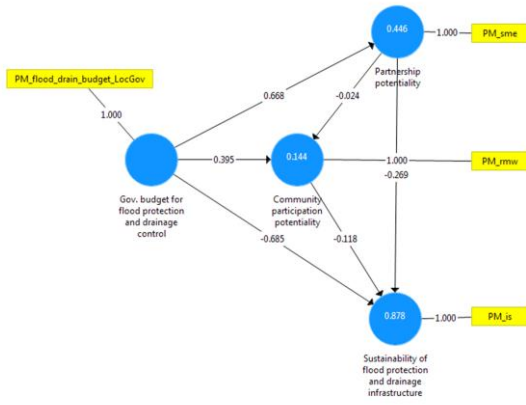 0.446
1.000
PM_sme
Partnership
potentiality
PM_flood_drain_budget_LocGov
1.000
0.668
-0.024
0.395
0.144
1.000
PM_rmw
-0.269
Gov. budget for
flood protection
and drainage
control
Community
participation
potentiality
-0.685
-0.118
0.878
1.000
PM_is
Sustainability of
flood protection
and drainage
infrastructure